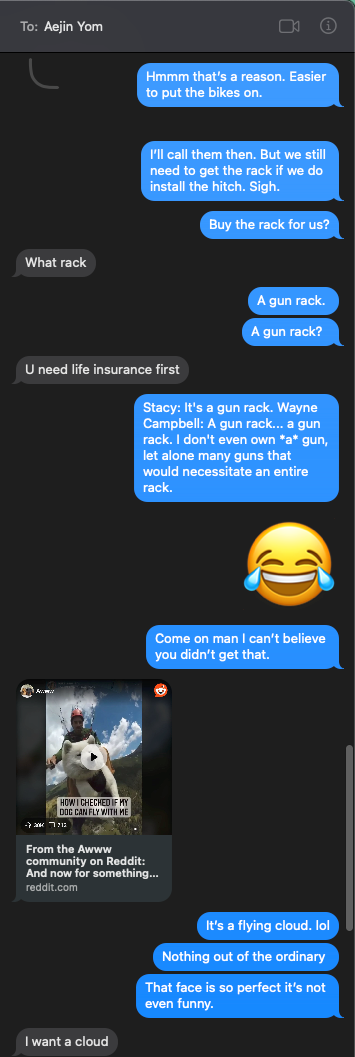 To: Aejin Yom
Hmmm that's a reason. Easier
to put the bikes on.
I'll call them then. But we still
need to get the rack if we do
install the hitch. Sigh.
Buy the rack for us?
What rack
A gun rack.
A gun rack?
U need life insurance first
Stacy: It's a gun rack. Wayne
Campbell: A gun rack... a gun
rack. I don't even own *a* gun,
let alone many guns that
would necessitate an entire
rack.
Come on man I can't believe
you didn't get that.
Awww
HOW I CHECKED IF MY
DOG CAN FLY WITH ME
30K 713
From the Awww
community on Reddit:
And now for something...
reddit.com
It's a flying cloud. lol
Nothing out of the ordinary
That face is so perfect it's not
even funny.
I want a cloud